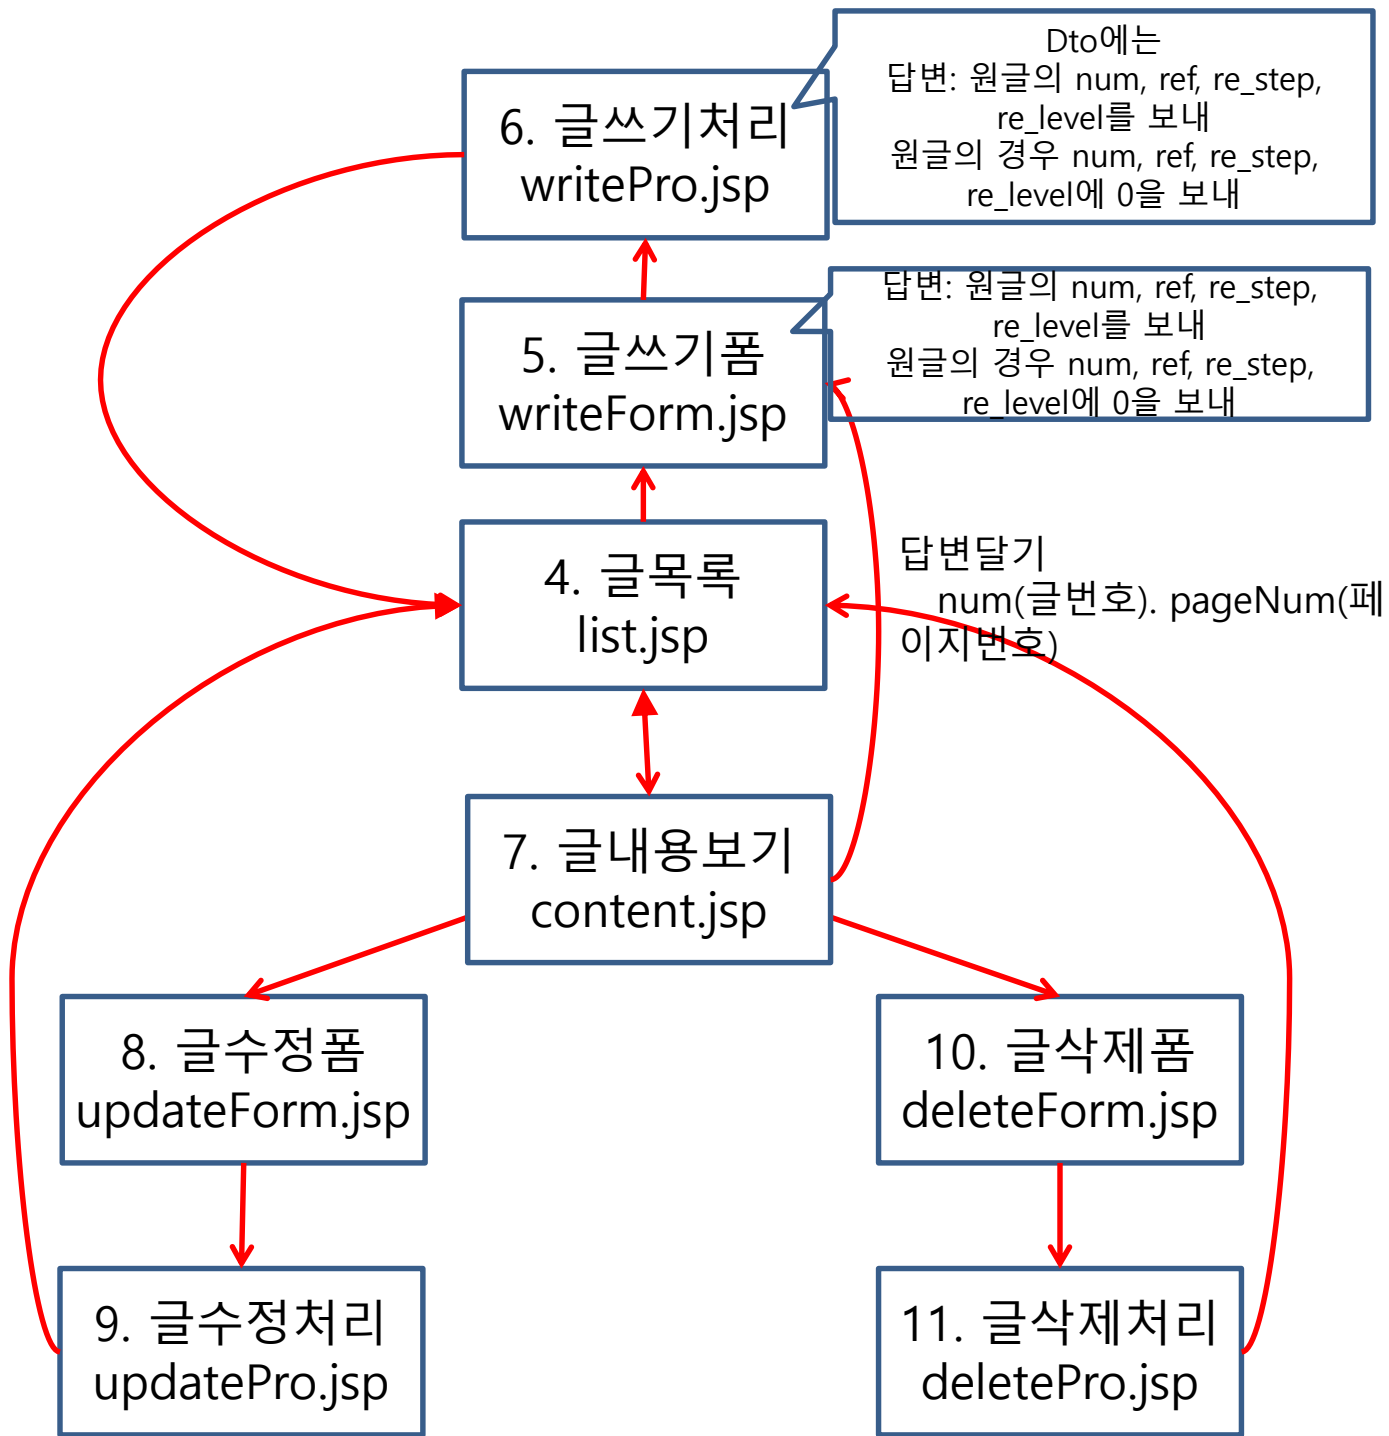 Dto에는
답변: 원글의 num, ref, re_step,
re_level를 보내
원글의 경우 num, ref, re_step,
re_level에 0을 보내
6. 글쓰기처리
writePro.jsp
답변: 원글의 num, ref, re_step,
re_level를 보내
원글의 경우 num, ref, re_step,
re_level에 0을 보내
5. 글쓰기폼
writeForm.jsp
4. 글목록
list.jsp
답변달기
num(글번호). pageNum(페
이지번호)
7. 글내용보기
content.jsp
8. 글수정폼
updateForm.jsp
10. 글삭제폼
deleteForm.jsp
9. 글수정처리
updatePro.jsp
11. 글삭제처리
deletePro.jsp